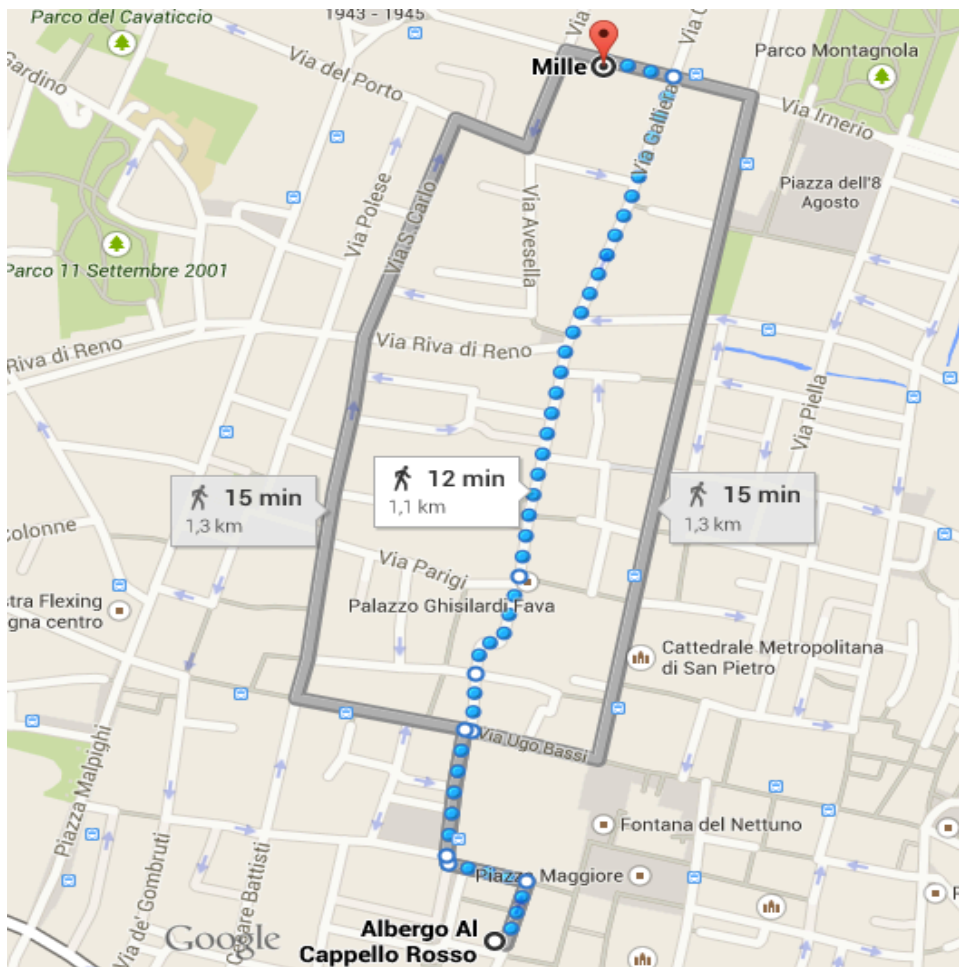 Parco del Cavaticcio
1943 - 1945
Via del Porto
Mille
Parco Montagnola
Via Irnerio
Via Galliera
Piazza dell'8
Agosto
Via Polese
Via S. Carlo
Via Avesella
Parco 11 Settembre 2001
Riva di Reno
Via Riva di Reno
Via Piella
15 min
1,3 km
12 min
1,1 km
15 min
1,3 km
Colonne
Via Parigi
Palazzo Ghisilardi Fava
stra Flexing
gna centro
Cattedrale Metropolitana
di San Pietro
Via Ugo Bassi
Piazza Malpighi
Fontana del Nettuno
Piazza Maggiore
Via de' Gombruti
Cesare Battisti
Albergo Al
Cappello Rosso
Google